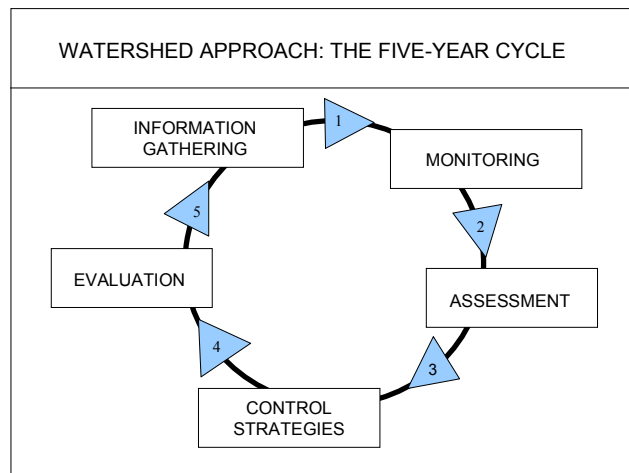 WATERSHED APPROACH: THE FIVE-YEAR CYCLE
INFORMATION
GATHERING
1
MONITORING
2
ASSESSMENT
3
CONTROL
STRATEGIES
4
EVALUATION
5